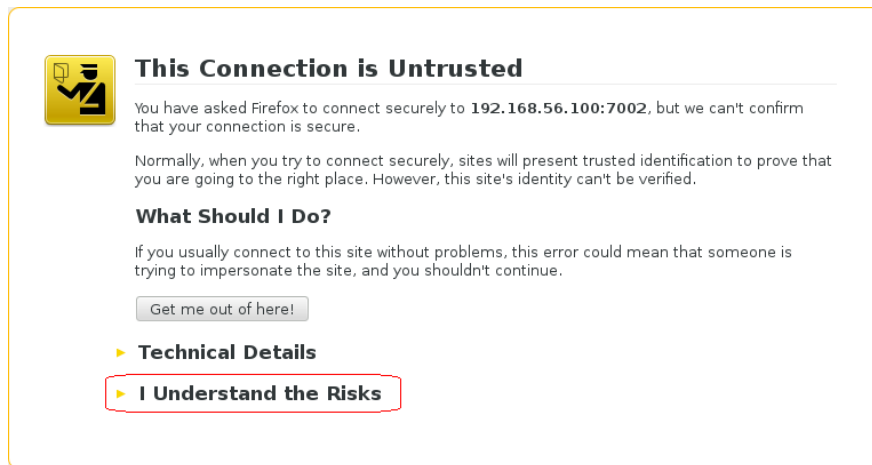 This Connection is Untrusted
You have asked Firefox to connect securely to 192.168.56.100:7002, but we can't confirm
that your connection is secure.
Normally, when you try to connect securely, sites will present trusted identification to prove that
you are going to the right place. However, this site's identity can't be verified.
What Should I Do?
If you usually connect to this site without problems, this error could mean that someone is
trying to impersonate the site, and you shouldn't continue.
Get me out of here!
Technical Details
I Understand the Risks